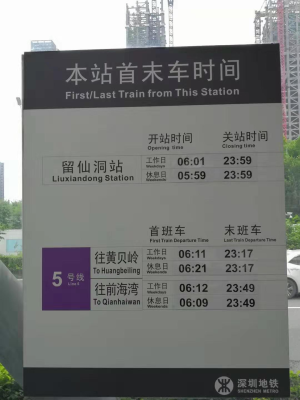 本站首末车时间
First/Last Train from This Station
开站时间 关站时间
Opening time Closing time
留仙洞站 工作日 06:01 23:59
Weekdays
Liuxiandong Station 休息日 05:59 23:59
Weekends
首班车 末班车
First Train Departure Time Last Train Departure Time
5号线 往黄贝岭 工作日 06:11 23:17
Line 5 Weekdays
To Huangbeiling 休息日 06:21 23:17
Weekends
往前海湾 工作日 06:12 23:49
Weekdays
To Qianhaiwan 休息日 06:09 23:49
Weekends
深圳地铁
SHENZHEN METRO